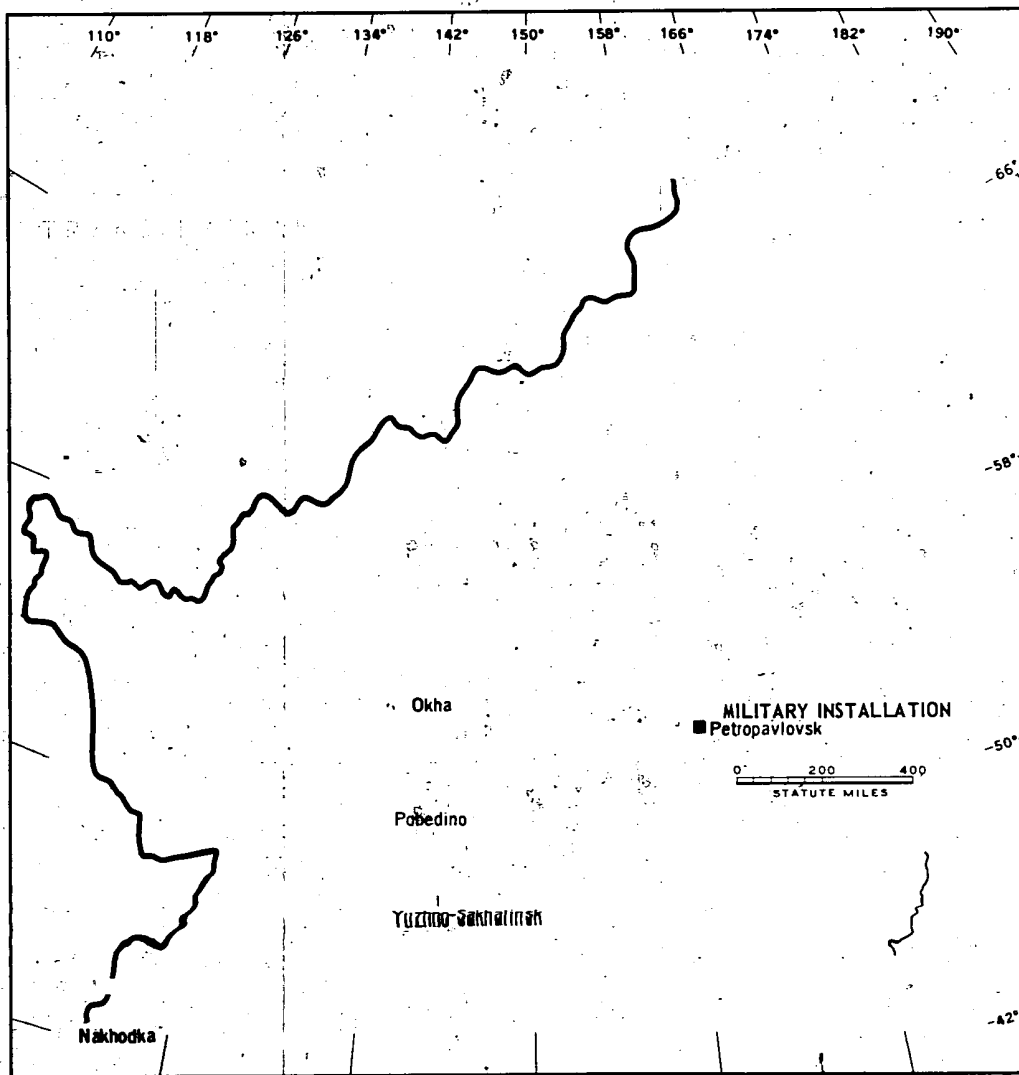 110° 118° 126° 134° 142° 150° 158° 166° 174° 182° 190°
66°
58°
Okha
MILITARY INSTALLATION
Petropavlovsk
50°
0 200 400
STATUTE MILES
Pobedino
Yuzhno-Sakhalinsk
42°
Nakhodka